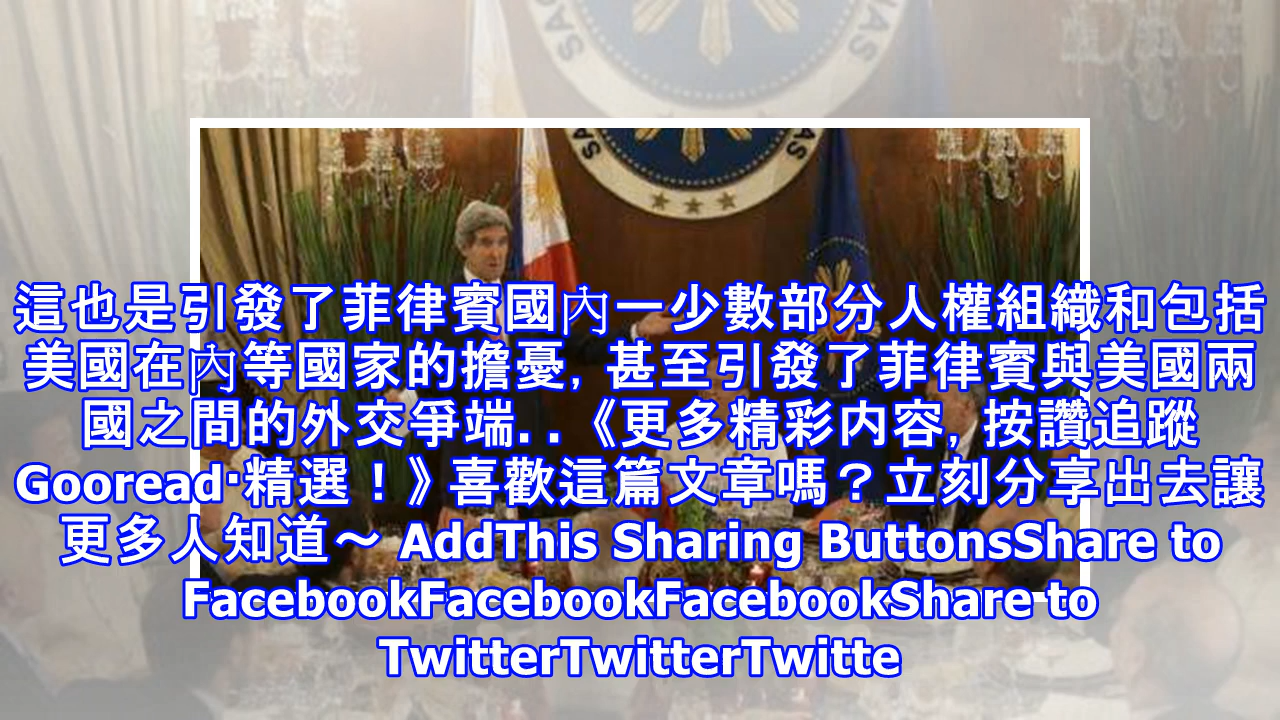 SAG
NAS
這也是引發了菲律賓國內一少數部分人權組織和包括
美國在內等國家的擔憂, 甚至引發了菲律賓與美國兩
國之間的外交爭端. .《更多精彩内容, 按讚追蹤
Gooread·精選！》喜歡這篇文章嗎？立刻分享出去讓
更多人知道～ AddThis Sharing ButtonsShare to
FacebookFacebookFacebookShare to
TwitterTwitterTwitte